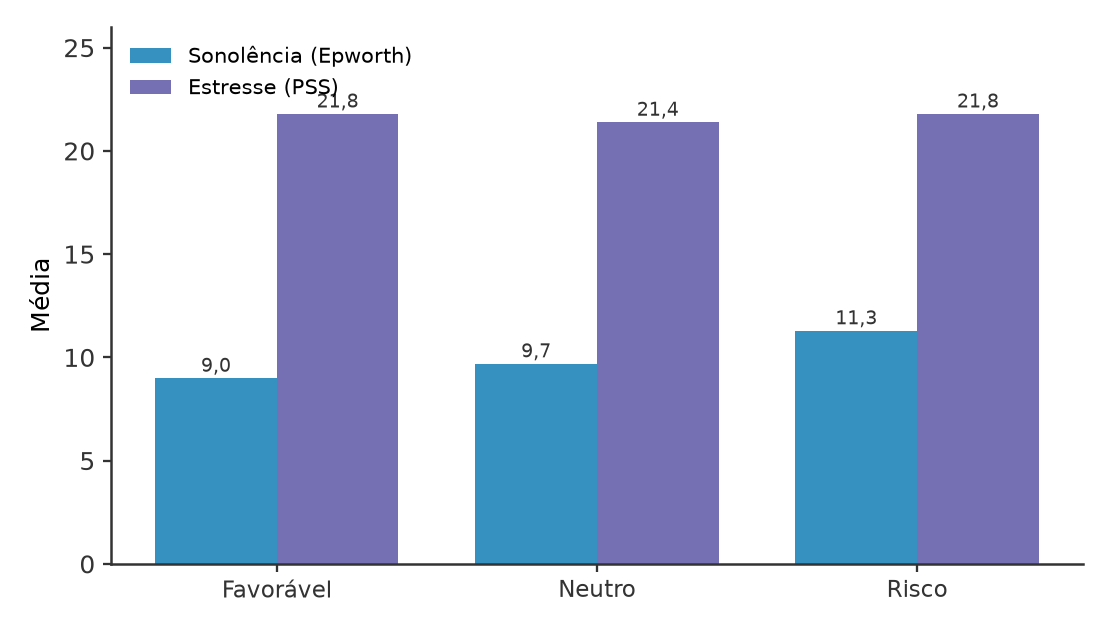 Sonolência (Epworth)
Estresse (PSS)
25
20
15
10
5
0
Média
21,8
21,4
21,8
9,0
9,7
11,3
Favorável
Neutro
Risco